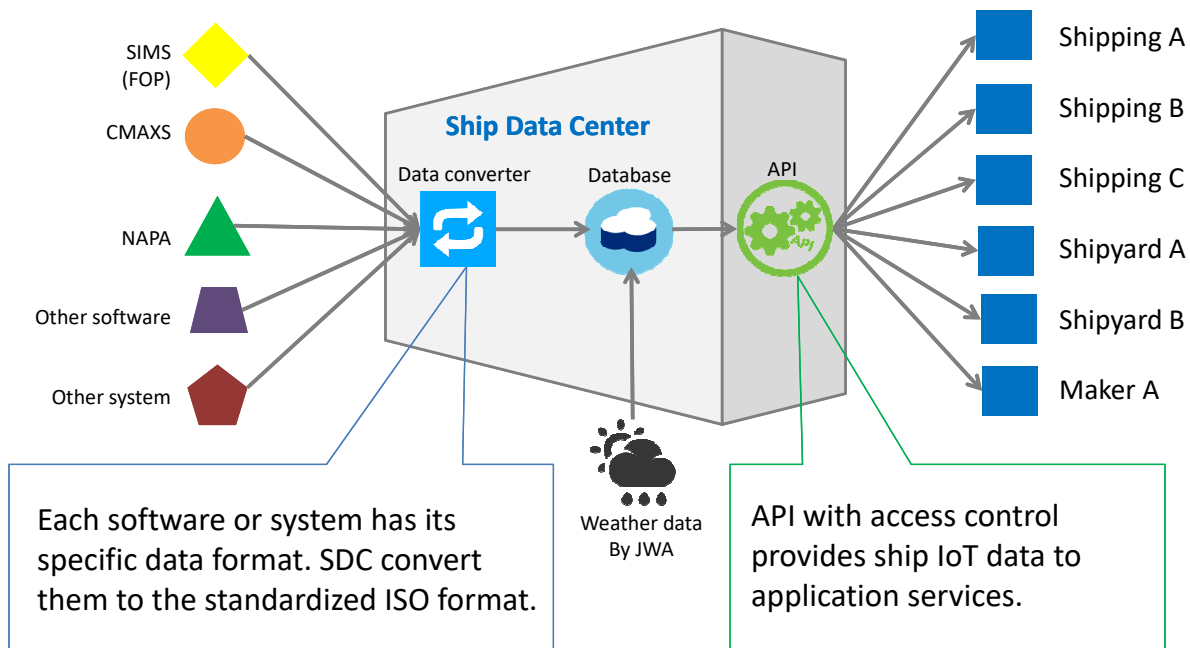 SIMS
(FOP)
CMAXS
NAPA
Other software
Other system
Ship Data Center
Data converter
Database
API
API
Weather data
By JWA
Shipping A
Shipping B
Shipping C
Shipyard A
Shipyard B
Maker A
Each software or system has its
specific data format. SDC convert
them to the standardized ISO format.
API with access control
provides ship IoT data to
application services.